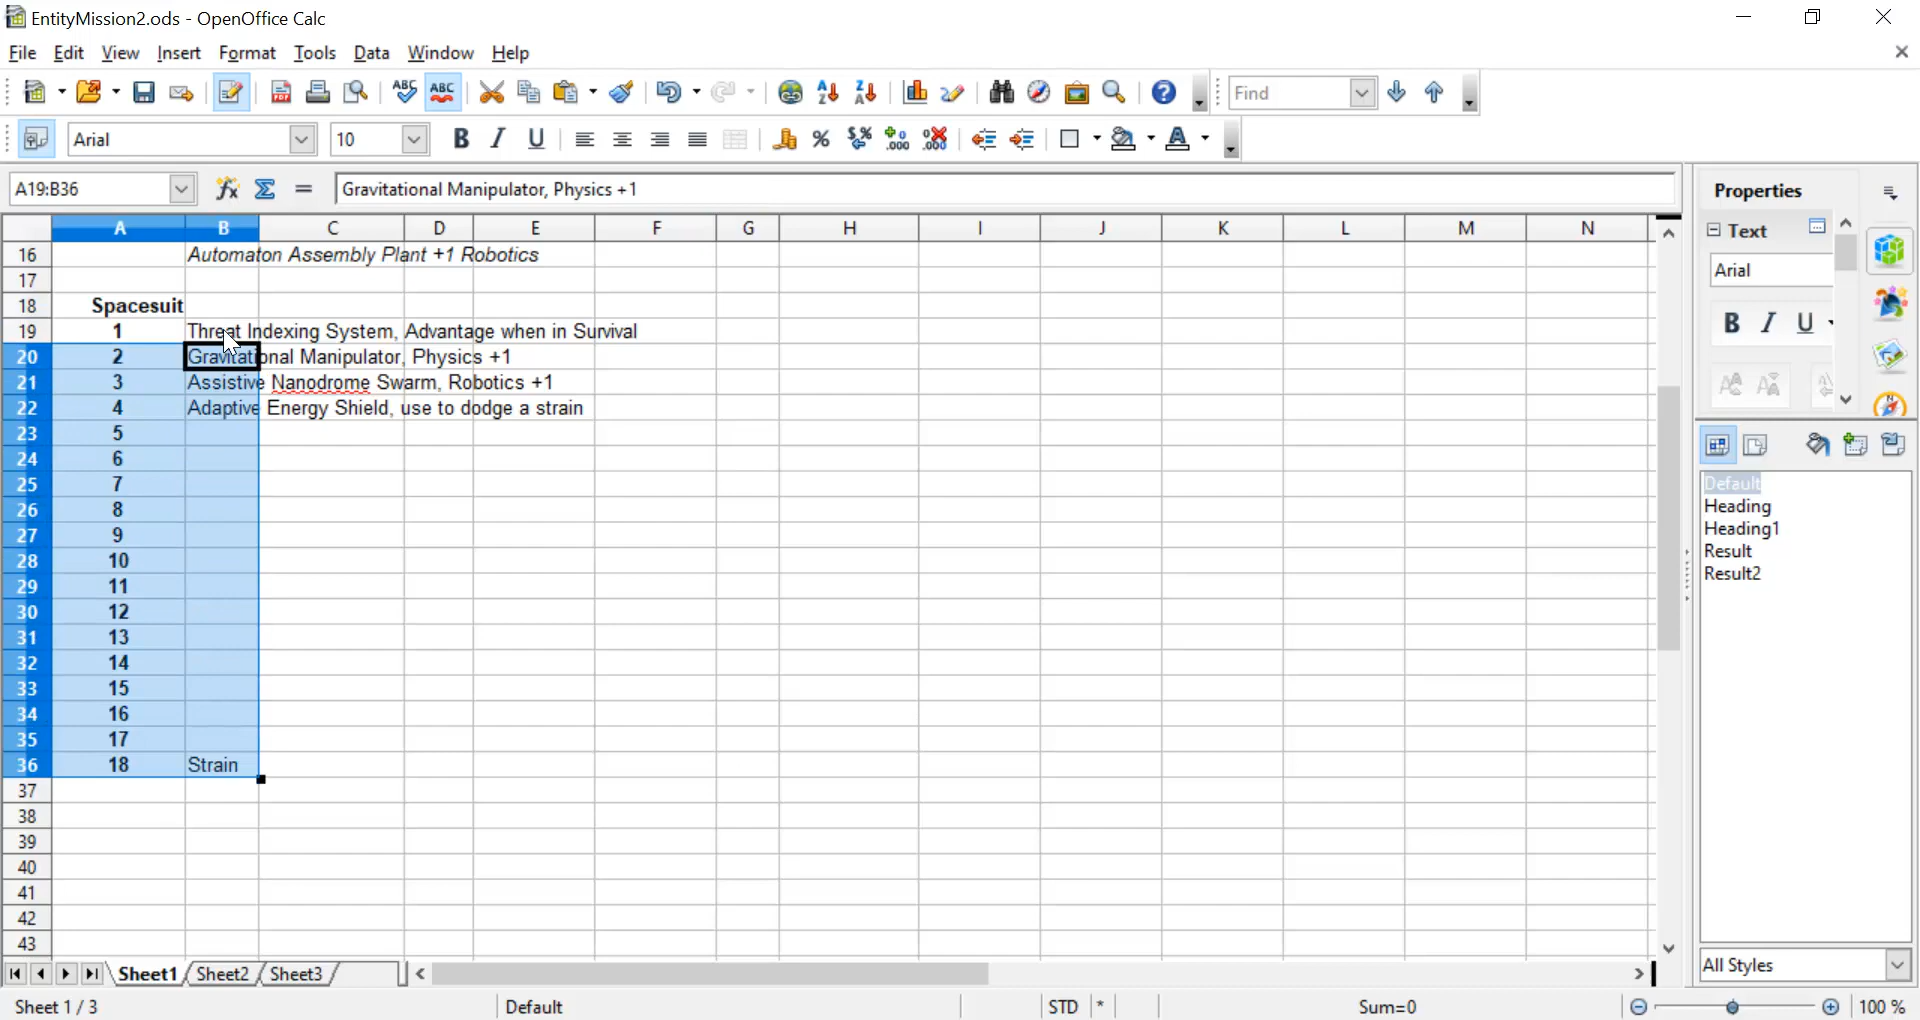 EntityMission2.ods - OpenOffice Calc
File Edit View Insert Format Tools Data Window Help
Find
Arial 10 B I U
A19:B36 Gravitational Manipulator, Physics +1
A B C D E F G H I J K L M N
16 Automaton Assembly Plant +1 Robotics
17
18 Spacesuit
19 1 Threat Indexing System, Advantage when in Survival
20 2 Gravitational Manipulator, Physics +1
21 3 Assistive Nanodrome Swarm, Robotics +1
22 4 Adaptive Energy Shield, use to dodge a strain
23 5
24 6
25 7
26 8
27 9
28 10
29 11
30 12
31 13
32 14
33 15
34 16
35 17
36 18 Strain
37
38
39
40
41
42
43
Sheet1 Sheet2 Sheet3
Sheet 1 / 3 Default STD * Sum=0 100 %
Properties
Text
Arial
B I U
Default
Heading
Heading1
Result
Result2
All Styles